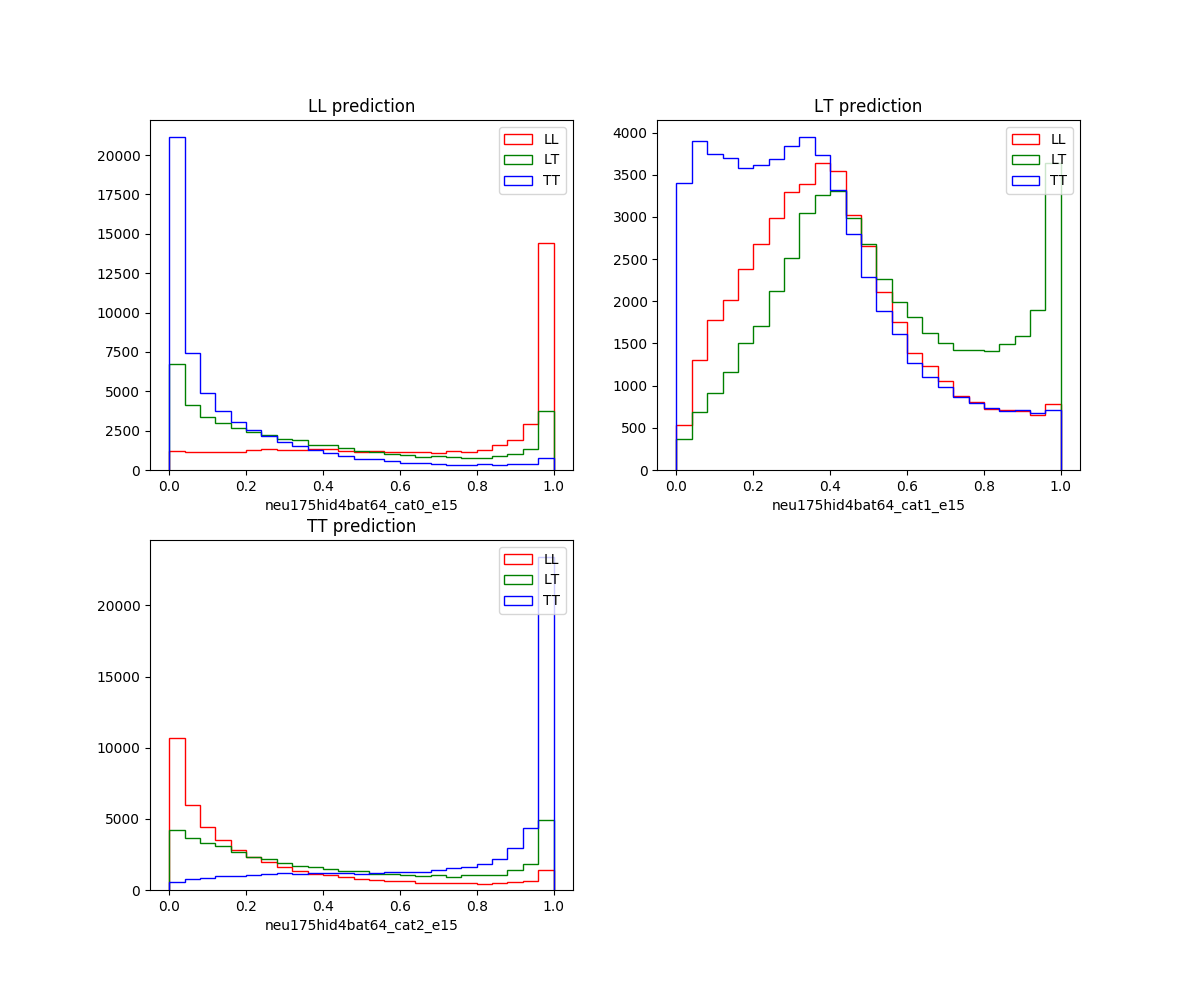 LL prediction
LL
LT
TT
20000
17500
15000
12500
10000
7500
5000
2500
0
0.0 0.2 0.4 0.6 0.8 1.0
neu175hid4bat64_cat0_e15
LT prediction
LL
LT
TT
4000
3500
3000
2500
2000
1500
1000
500
0
0.0 0.2 0.4 0.6 0.8 1.0
neu175hid4bat64_cat1_e15
TT prediction
LL
LT
TT
20000
15000
10000
5000
0
0.0 0.2 0.4 0.6 0.8 1.0
neu175hid4bat64_cat2_e15